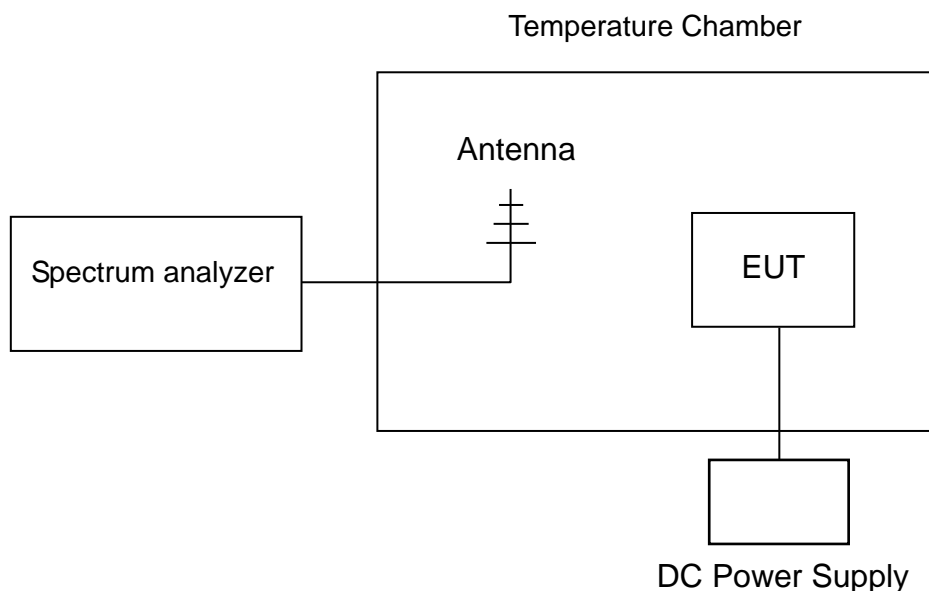 Temperature Chamber
Antenna
Spectrum analyzer
EUT
DC Power Supply